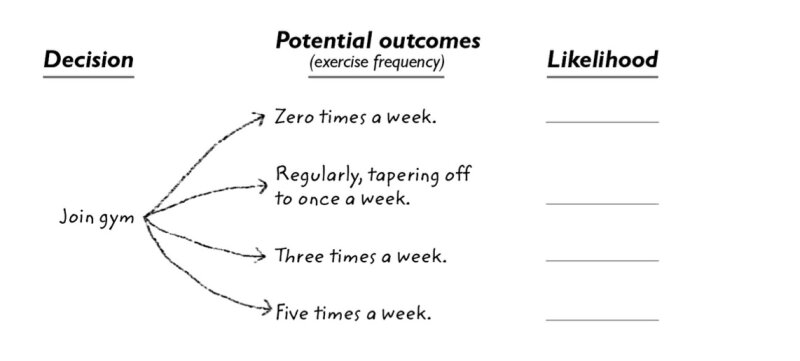 Decision
Potential outcomes
(exercise frequency)
Likelihood
Join gym
Zero times a week.
Regularly, tapering off
to once a week.
Three times a week.
Five times a week.